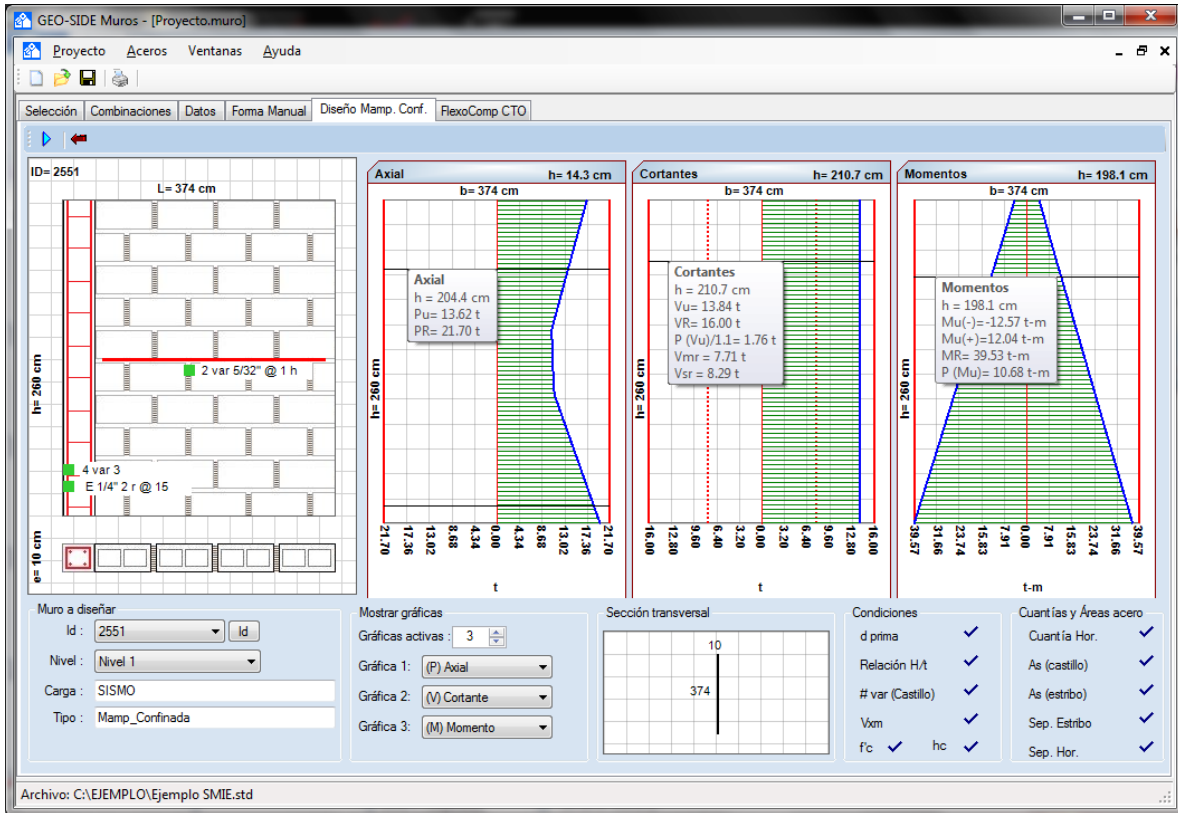 GEO-SIDE Muros - [Proyecto.muro]
Proyecto Aceros Ventanas Ayuda
Selección Combinaciones Datos Forma Manual Diseño Mamp. Conf. FlexoComp CTO
ID= 2551
L= 374 cm
h= 260 cm
2 var 5/32" @ 1 h
4 var 3
E 1/4" 2 r @ 15
e= 10 cm
Axial h= 14.3 cm
b= 374 cm
h= 260 cm
Axial
h = 204.4 cm
Pu= 13.62 t
PR= 21.70 t
21.70 17.36 13.02 8.68 4.34 0.00 4.34 8.68 13.02 17.36 21.70
t
Cortantes h= 210.7 cm
b= 374 cm
h= 260 cm
Cortantes
h = 210.7 cm
Vu= 13.84 t
VR= 16.00 t
P (Vu)/1.1= 1.76 t
Vmr = 7.71 t
Vsr = 8.29 t
16.00 12.80 9.60 6.40 3.20 0.00 3.20 6.40 9.60 12.80 16.00
t
Momentos h= 198.1 cm
b= 374 cm
h= 260 cm
Momentos
h = 198.1 cm
Mu(-)=-12.57 t-m
Mu(+)=12.04 t-m
MR= 39.53 t-m
P (Mu)= 10.68 t-m
39.57 31.66 23.74 15.83 7.91 0.00 7.91 15.83 23.74 31.66 39.57
t-m
Muro a diseñar
Id : 2551 Id
Nivel : Nivel 1
Carga : SISMO
Tipo : Mamp_Confinada
Mostrar gráficas
Gráficas activas : 3
Gráfica 1: (P) Axial
Gráfica 2: (V) Cortante
Gráfica 3: (M) Momento
Sección transversal
10
374
Condiciones
d prima
Relación H/t
# var (Castillo)
Vxm
f'c hc
Cuantías y Áreas acero
Cuantía Hor.
As (castillo)
As (estribo)
Sep. Estribo
Sep. Hor.
Archivo: C:\EJEMPLO\Ejemplo SMIE.std